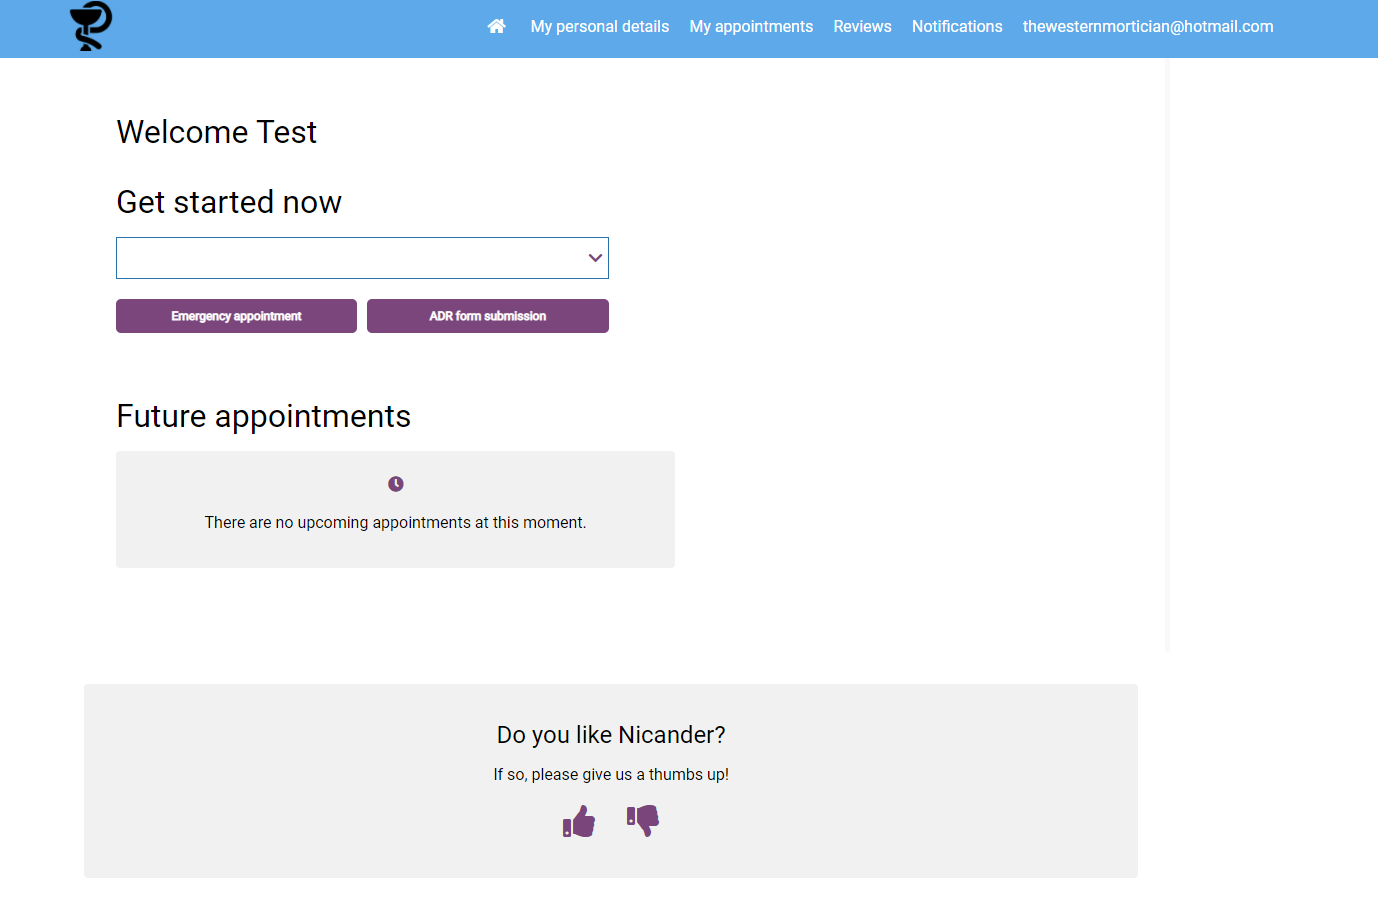 My personal details My appointments Reviews Notifications thewesternmortician@hotmail.com
Welcome Test
Get started now
Emergency appointment ADR form submission
Future appointments
There are no upcoming appointments at this moment.
Do you like Nicander?
If so, please give us a thumbs up!